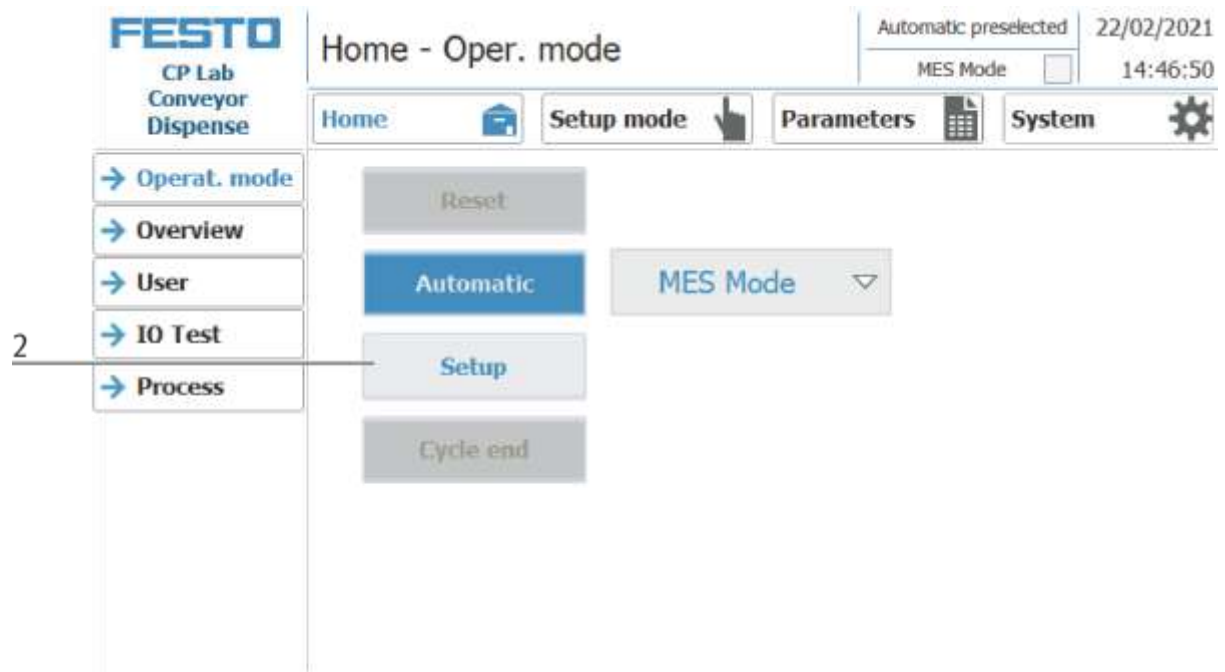 FESTO
CP Lab
Conveyor
Dispense
Home - Oper. mode
Automatic preselected
MES Mode
22/02/2021
14:46:50
Home
Setup mode
Parameters
System
Operat. mode
Overview
User
IO Test
Process
Reset
Automatic
MES Mode
Setup
Cycle end
2